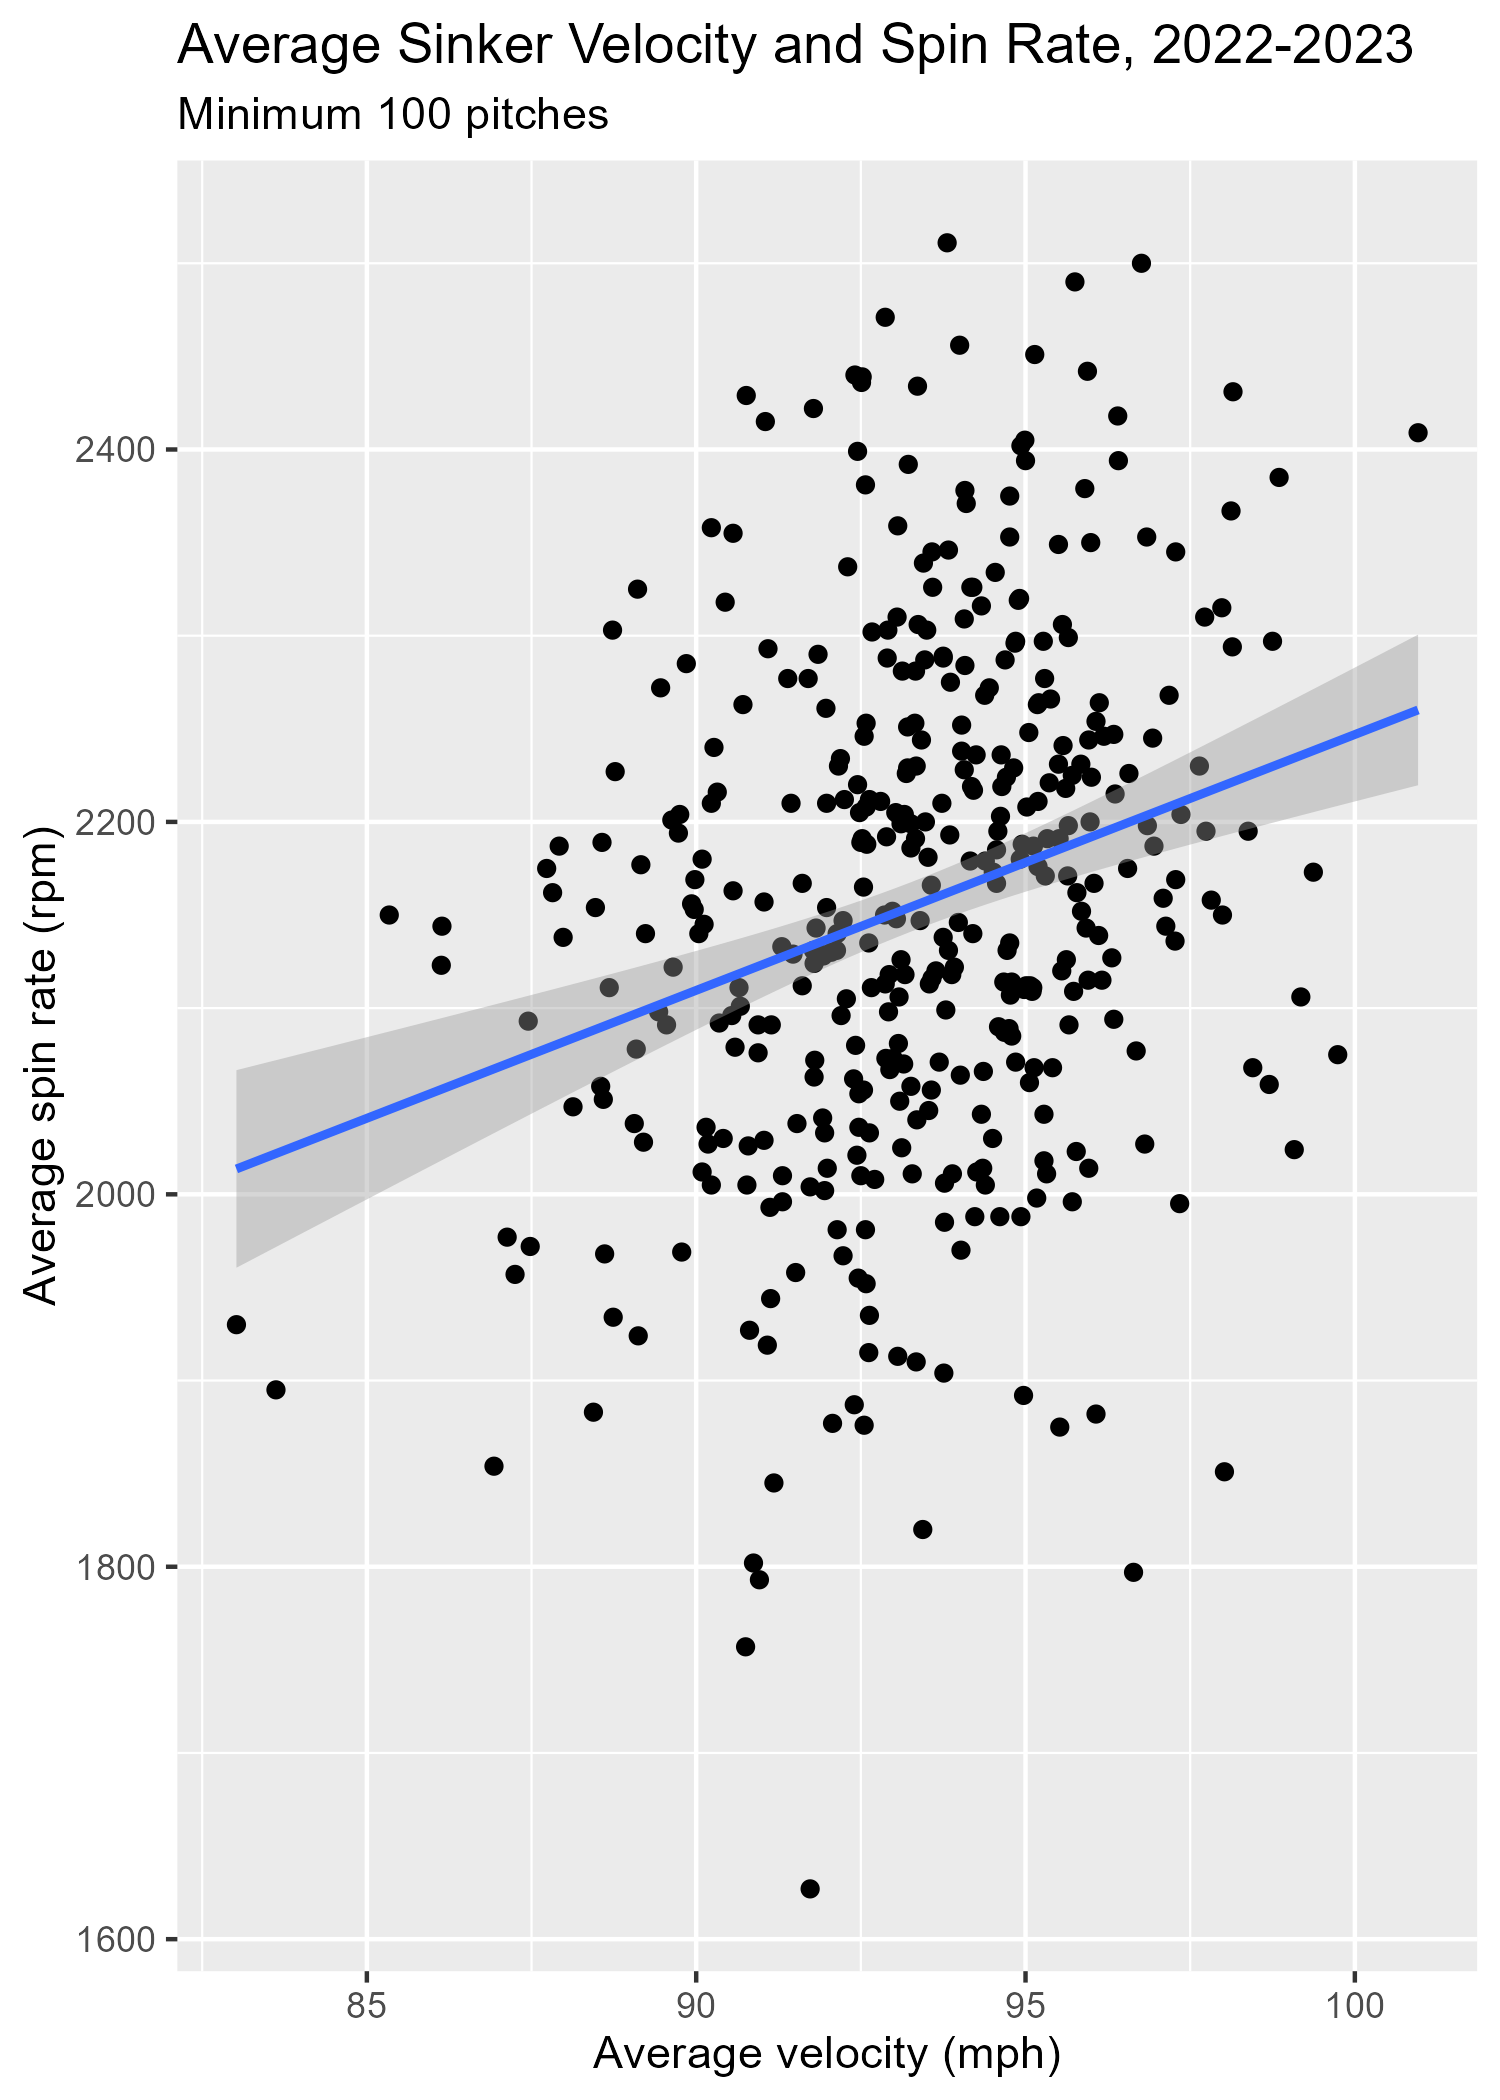 Average Sinker Velocity and Spin Rate, 2022-2023
Minimum 100 pitches
Average spin rate (rpm)
2400
2200
2000
1800
1600
85 90 95 100
Average velocity (mph)